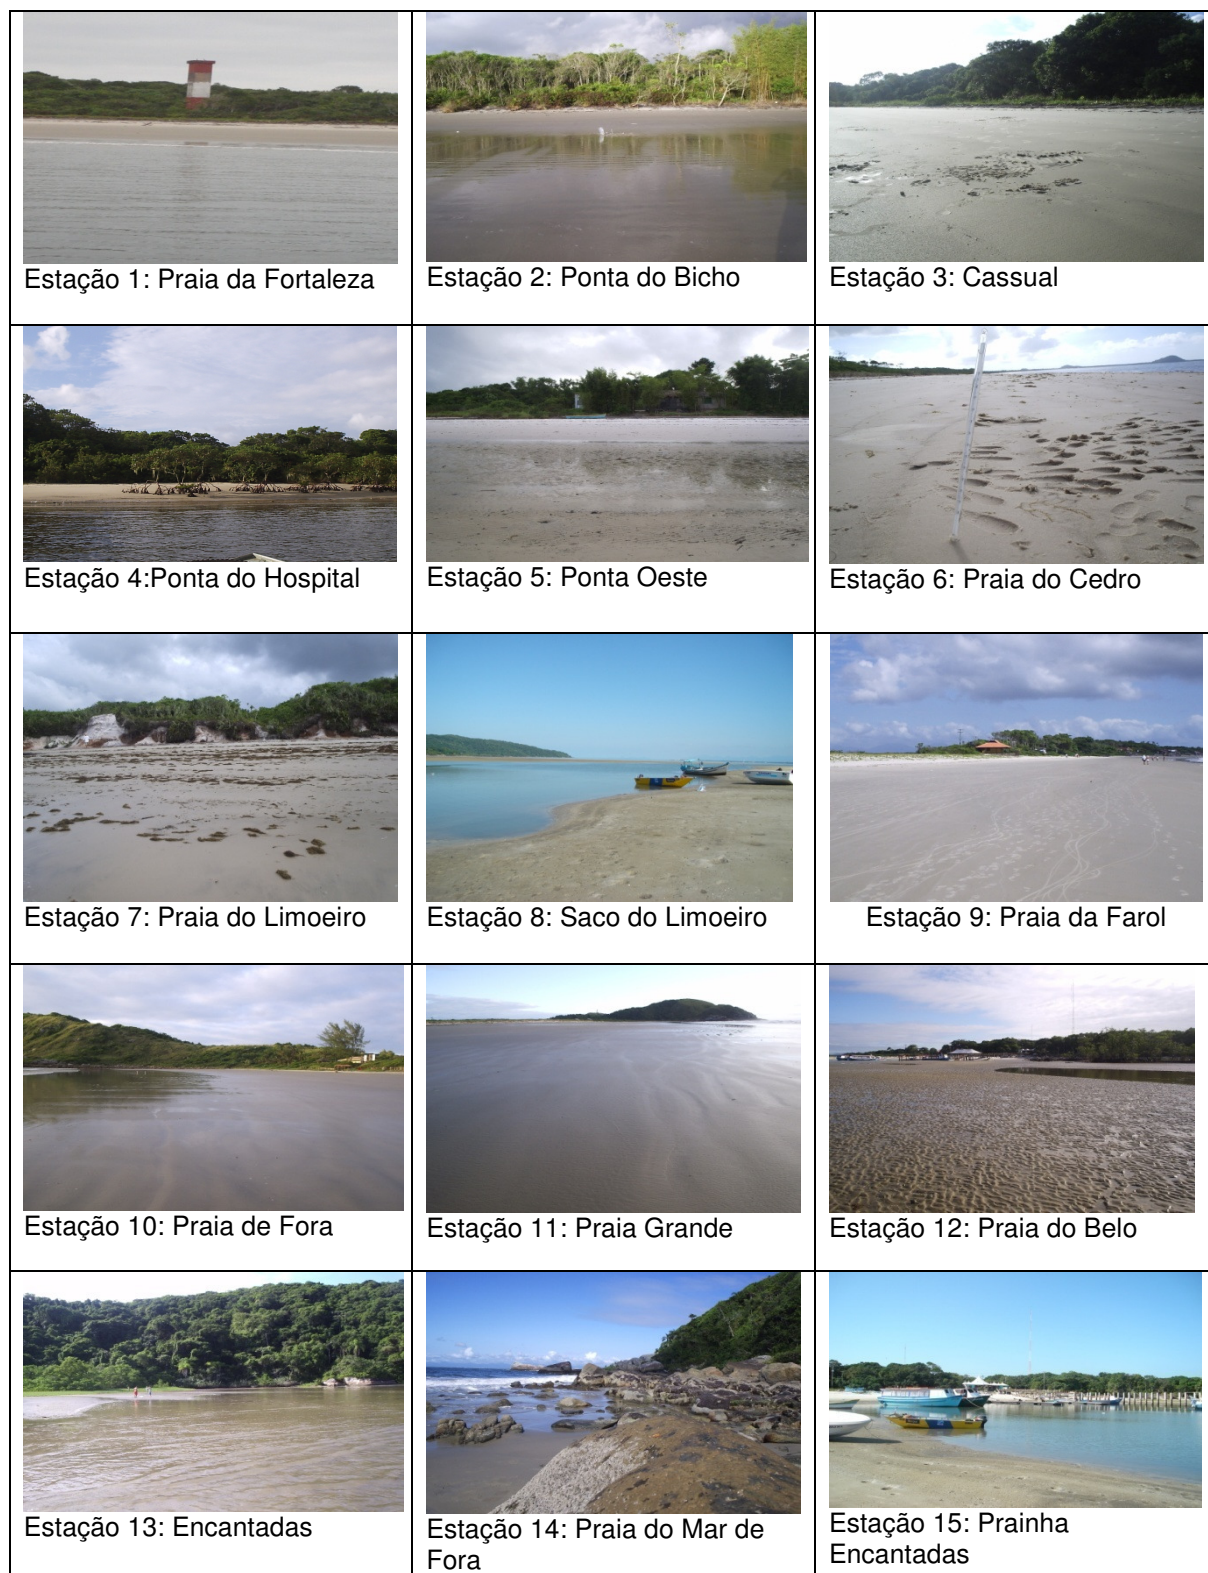 Estação 1: Praia da Fortaleza
Estação 2: Ponta do Bicho
Estação 3: Cassual
Estação 4:Ponta do Hospital
Estação 5: Ponta Oeste
Estação 6: Praia do Cedro
Estação 7: Praia do Limoeiro
Estação 8: Saco do Limoeiro
Estação 9: Praia da Farol
Estação 10: Praia de Fora
Estação 11: Praia Grande
Estação 12: Praia do Belo
Estação 13: Encantadas
Estação 14: Praia do Mar de
Fora
Estação 15: Prainha
Encantadas